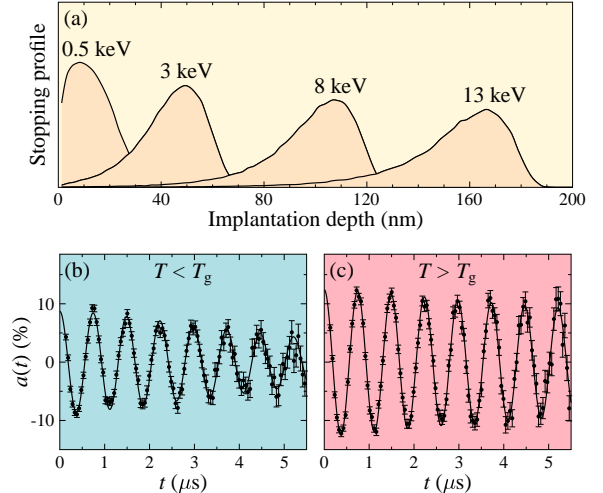 (a)
0.5 keV
3 keV
8 keV
13 keV
Stopping profile
0 40 80 120 160 200
Implantation depth (nm)
(b) T < Tg
(c) T > Tg
10
0
-10
a(t) (%)
0 1 2 3 4 5
0 1 2 3 4 5
t (μs)
t (μs)